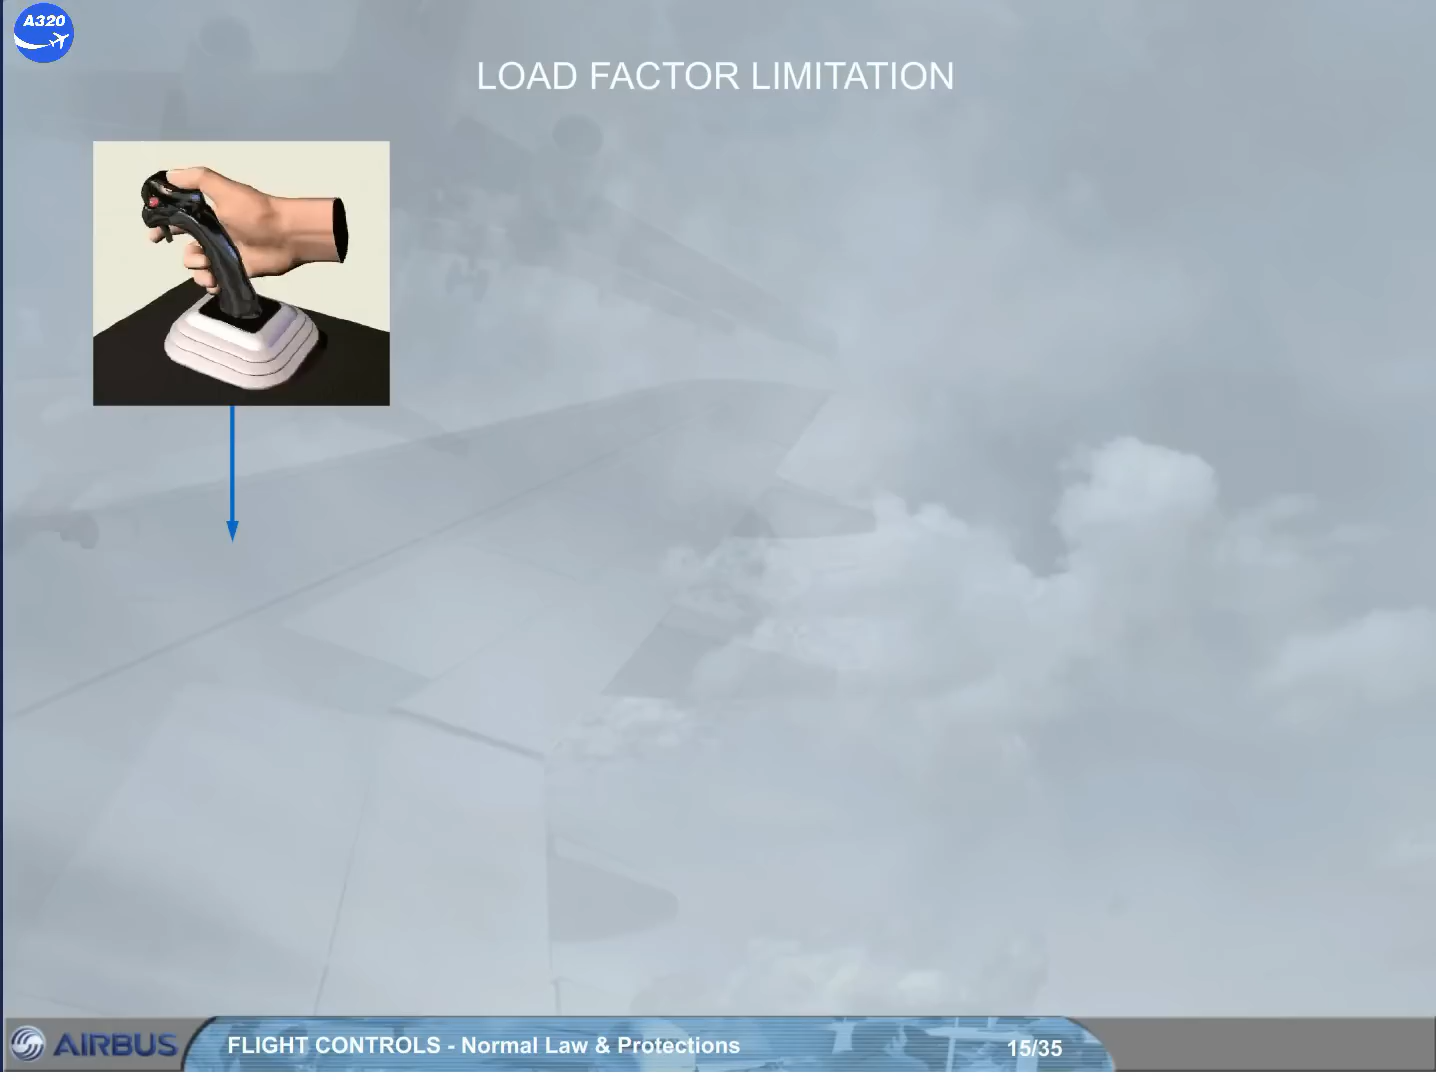 A320
LOAD FACTOR LIMITATION
AIRBUS
FLIGHT CONTROLS - Normal Law & Protections
15/35